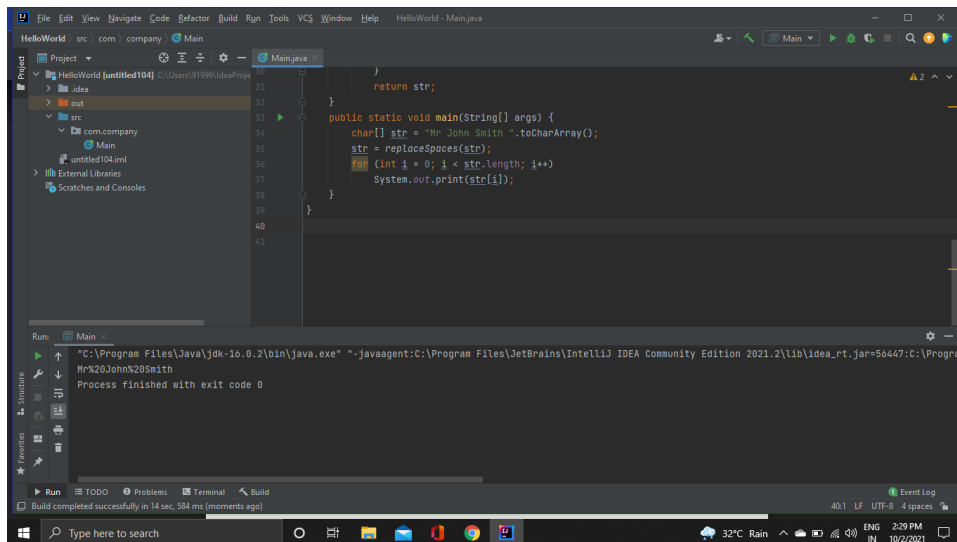 File Edit View Navigate Code Refactor Build Run Tools VCS Window Help HelloWorld - Main.java
HelloWorld src com company Main
Main
Project
Main.java
HelloWorld [untitled104] C:\Users\91996\IdeaProje
.idea
out
src
com.company
Main
untitled104.iml
External Libraries
Scratches and Consoles
2
30 }
31 return str;
32 }
33 public static void main(String[] args) {
34 char[] str = "Mr John Smith ".toCharArray();
35 str = replaceSpaces(str);
36 for (int i = 0; i < str.length; i++)
37 System.out.print(str[i]);
38 }
39 }
40
41
Project
Structure
Favorites
Run: Main
"C:\Program Files\Java\jdk-16.0.2\bin\java.exe" "-javaagent:C:\Program Files\JetBrains\IntelliJ IDEA Community Edition 2021.2\lib\idea_rt.jar=56447:C:\Progra
Mr%20John%20Smith
Process finished with exit code 0
Run TODO Problems Terminal Build Event Log
Build completed successfully in 14 sec, 584 ms (moments ago) 40:1 LF UTF-8 4 spaces
Type here to search
32°C Rain
ENG
IN
2:29 PM
10/2/2021